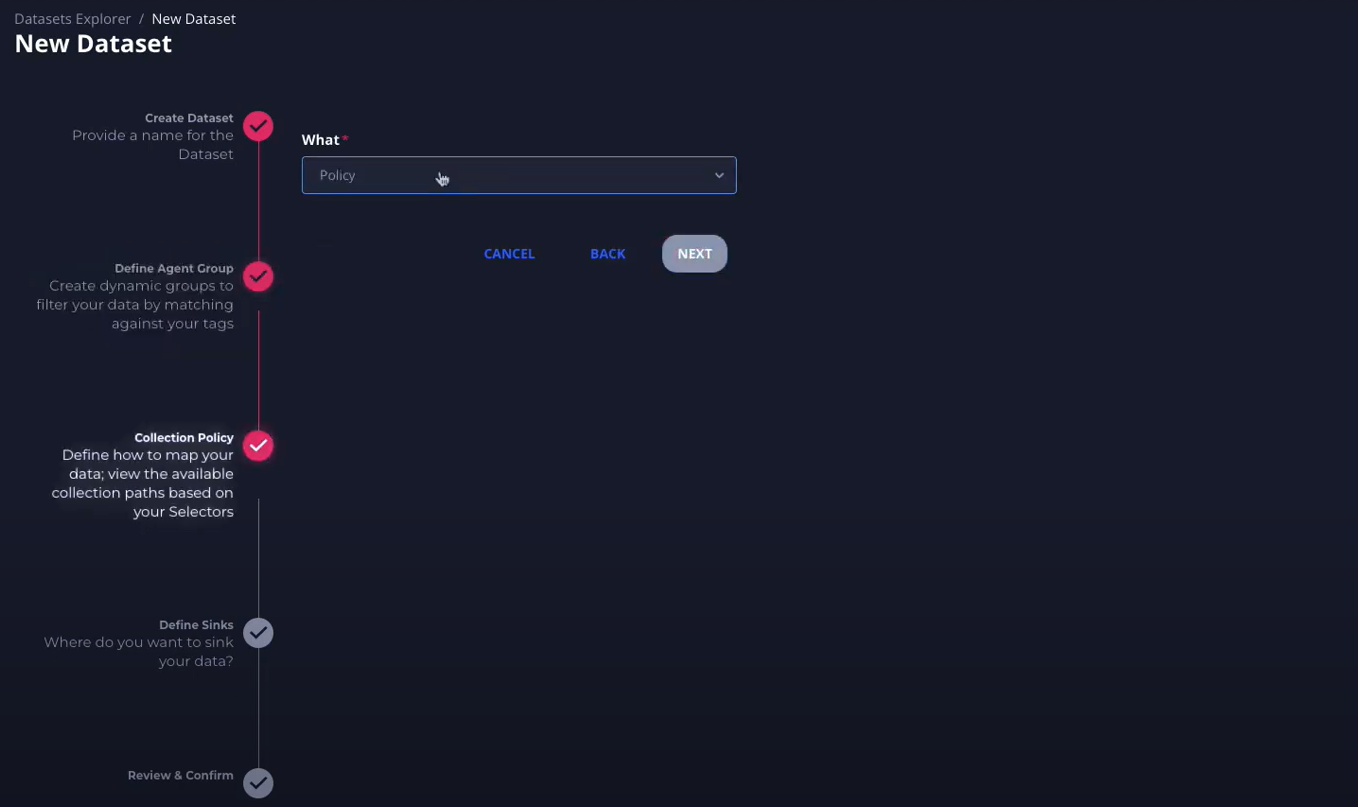 Datasets Explorer / New Dataset
New Dataset
Create Dataset
Provide a name for the
Dataset
What *
Policy
CANCEL
BACK
NEXT
Define Agent Group
Create dynamic groups to
filter your data by matching
against your tags
Collection Policy
Define how to map your
data; view the available
collection paths based on
your Selectors
Define Sinks
Where do you want to sink
your data?
Review & Confirm